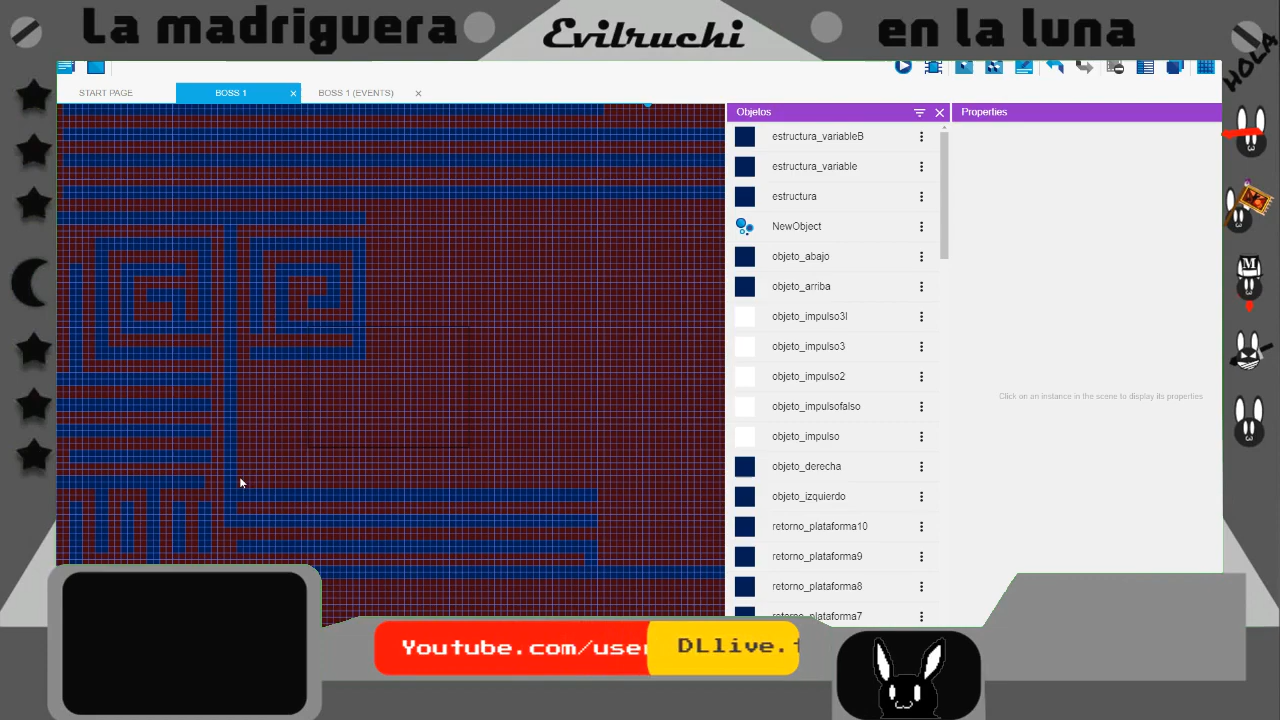 La madriguera Evilruchi en la luna
HOLA
START PAGE
BOSS 1
BOSS 1 (EVENTS)
Objetos
Properties
estructura_variableB
estructura_variable
estructura
NewObject
objeto_abajo
objeto_arriba
objeto_impulso3I
objeto_impulso3
objeto_impulso2
objeto_impulsofalso
objeto_impulso
objeto_derecha
objeto_izquierdo
retorno_plataforma10
retorno_plataforma9
retorno_plataforma8
retorno_plataforma7
Click on an instance in the scene to display its properties
M
Youtube.com/user
DLlive.t